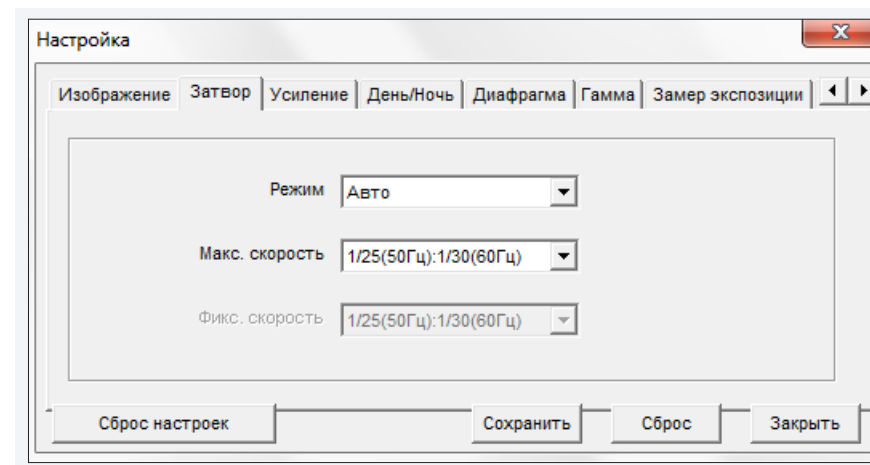 Настройка
Изображение Затвор Усиление День/Ночь Диафрагма Гамма Замер экспозиции
Режим Авто
Макс. скорость 1/25(50Гц):1/30(60Гц)
Фикс. скорость 1/25(50Гц):1/30(60Гц)
Сброс настроек Сохранить Сброс Закрыть